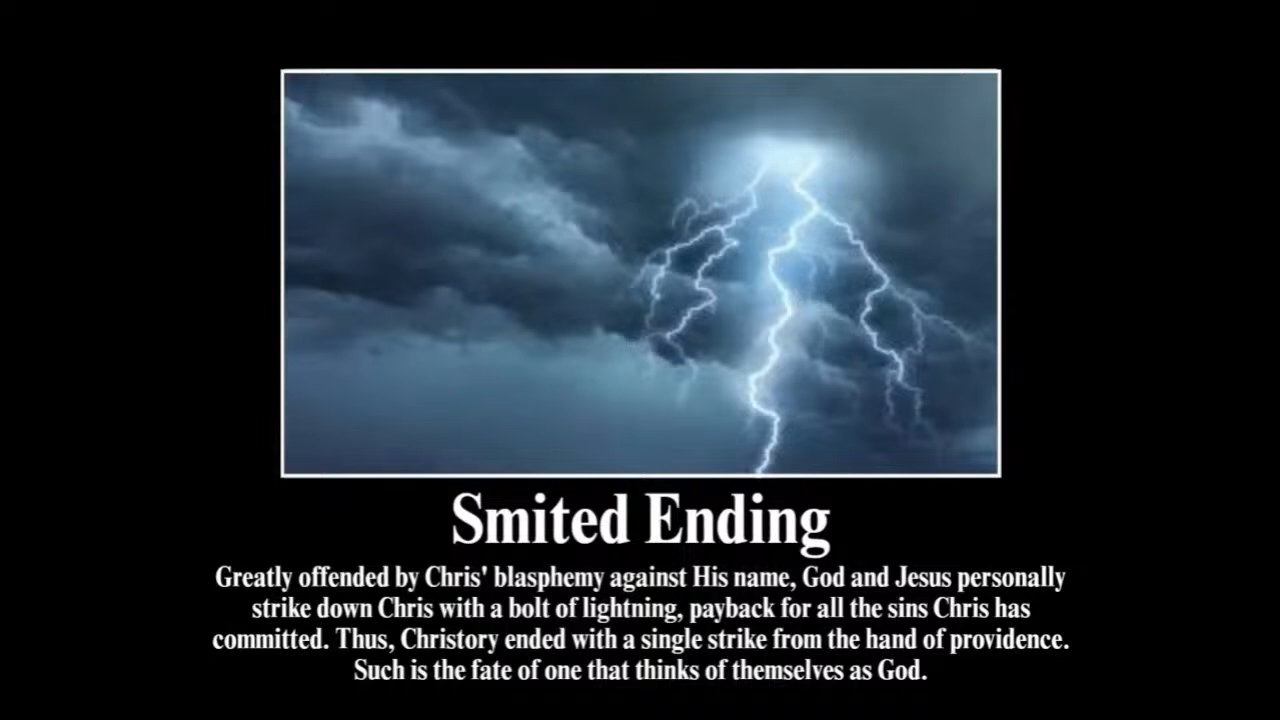 Smited Ending
Greatly offended by Chris' blasphemy against His name, God and Jesus personally
strike down Chris with a bolt of lightning, payback for all the sins Chris has
committed. Thus, Christory ended with a single strike from the hand of providence.
Such is the fate of one that thinks of themselves as God.